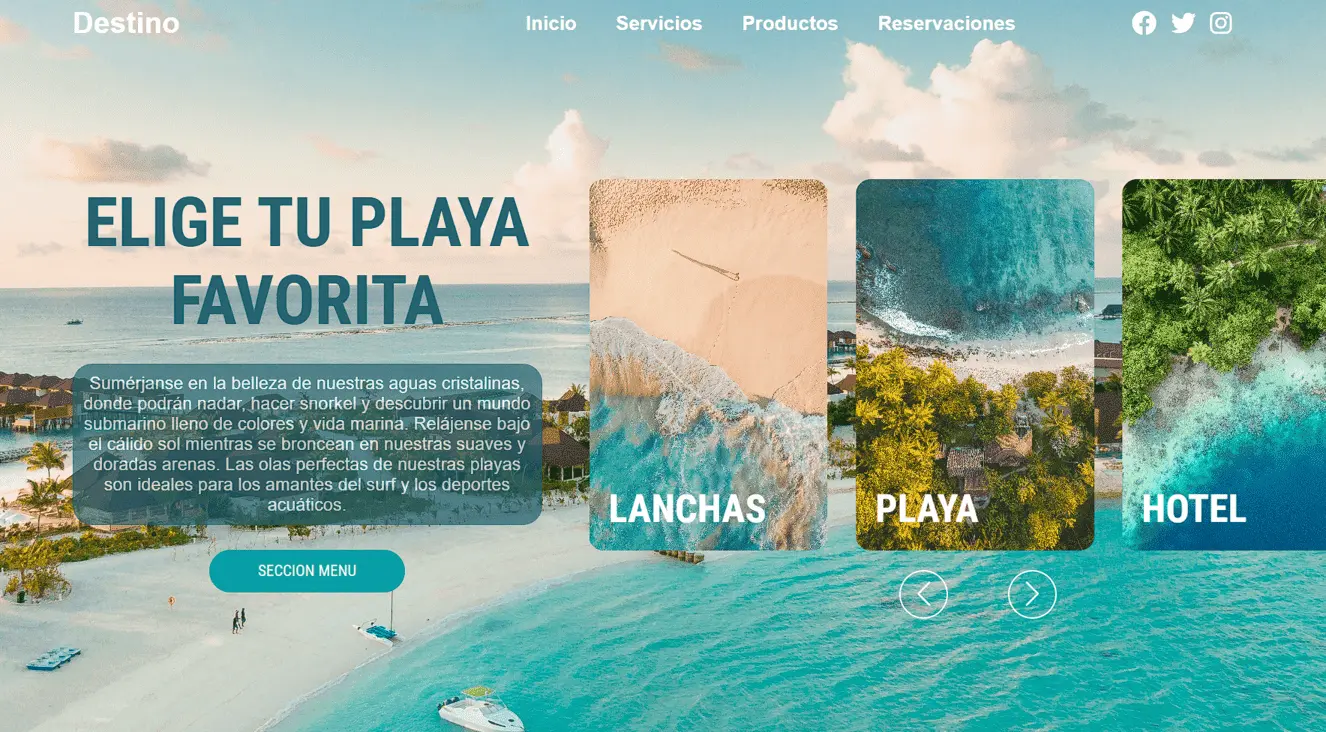 Destino
Inicio
Servicios
Productos
Reservaciones
ELIGE TU PLAYA
FAVORITA
Sumérjanse en la belleza de nuestras aguas cristalinas,
donde podrán nadar, hacer snorkel y descubrir un mundo
submarino lleno de colores y vida marina. Relájense bajo
el cálido sol mientras se broncean en nuestras suaves y
doradas arenas. Las olas perfectas de nuestras playas
son ideales para los amantes del surf y los deportes
acuáticos.
SECCION MENU
LANCHAS
PLAYA
HOTEL